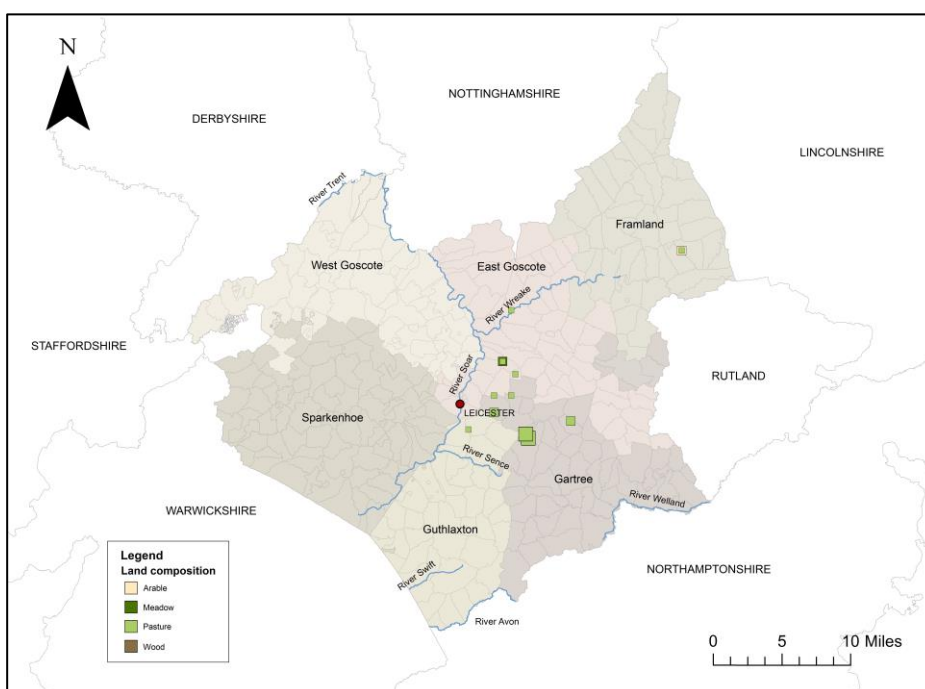 N
NOTTINGHAMSHIRE
DERBYSHIRE
LINCOLNSHIRE
River Trent
Framland
West Goscote
East Goscote
River Wreake
STAFFORDSHIRE
River Soar
RUTLAND
LEICESTER
Sparkenhoe
River Sence
Gartree
River Welland
WARWICKSHIRE
Guthlaxton
NORTHAMPTONSHIRE
River Swift
River Avon
Legend
Land composition
Arable
Meadow
Pasture
Wood
0 5 10 Miles